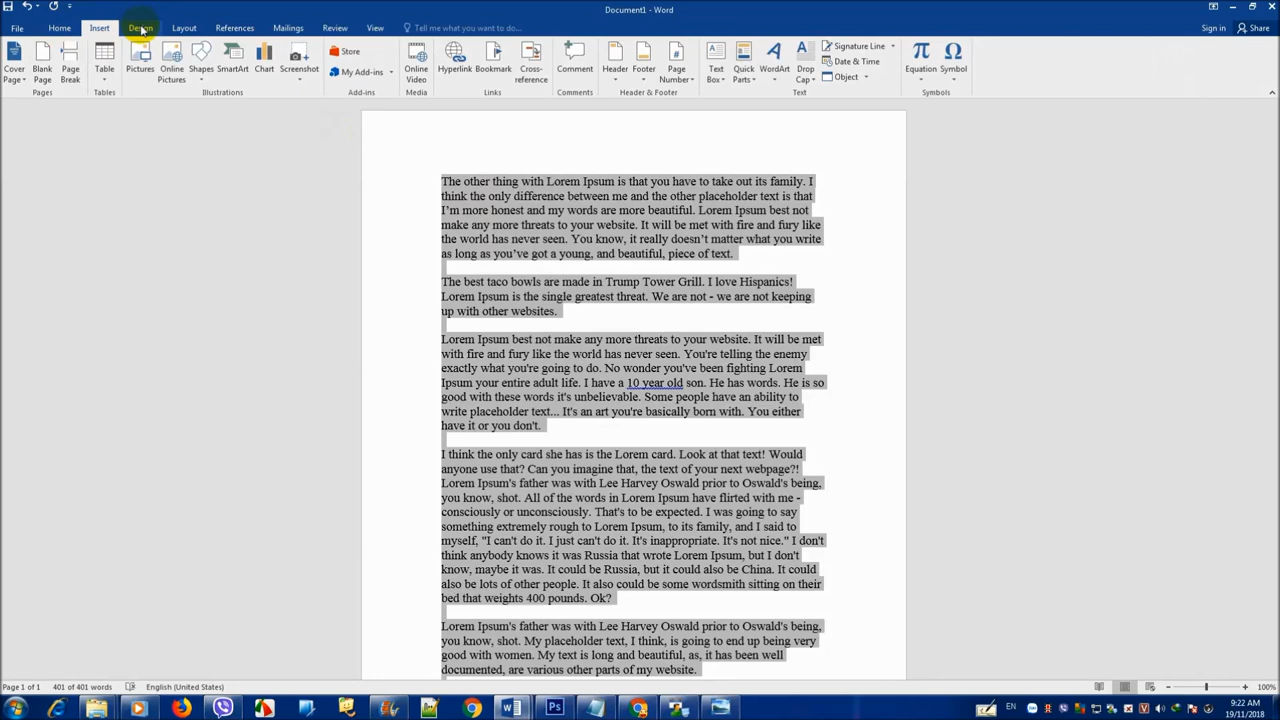 Document1 - Word
File Home Insert Design Layout References Mailings Review View Tell me what you want to do... Sign in Share
Cover Page Blank Page Page Break Table Pictures Online Pictures Shapes SmartArt Chart Screenshot Store My Add-ins Online Video Hyperlink Bookmark Cross-reference Comment Header Footer Page Number Text Box Quick Parts WordArt Drop Cap Signature Line Date & Time Object Equation Symbol
Pages Tables Illustrations Add-ins Media Links Comments Header & Footer Text Symbols
The other thing with Lorem Ipsum is that you have to take out its family. I
think the only difference between me and the other placeholder text is that
I’m more honest and my words are more beautiful. Lorem Ipsum best not
make any more threats to your website. It will be met with fire and fury like
the world has never seen. You know, it really doesn’t matter what you write
as long as you’ve got a young, and beautiful, piece of text.
The best taco bowls are made in Trump Tower Grill. I love Hispanics!
Lorem Ipsum is the single greatest threat. We are not - we are not keeping
up with other websites.
Lorem Ipsum best not make any more threats to your website. It will be met
with fire and fury like the world has never seen. You're telling the enemy
exactly what you're going to do. No wonder you've been fighting Lorem
Ipsum your entire adult life. I have a 10 year old son. He has words. He is so
good with these words it's unbelievable. Some people have an ability to
write placeholder text... It's an art you're basically born with. You either
have it or you don't.
I think the only card she has is the Lorem card. Look at that text! Would
anyone use that? Can you imagine that, the text of your next webpage?!
Lorem Ipsum's father was with Lee Harvey Oswald prior to Oswald's being,
you know, shot. All of the words in Lorem Ipsum have flirted with me -
consciously or unconsciously. That's to be expected. I was going to say
something extremely rough to Lorem Ipsum, to its family, and I said to
myself, "I can't do it. I just can't do it. It's inappropriate. It's not nice." I don't
think anybody knows it was Russia that wrote Lorem Ipsum, but I don't
know, maybe it was. It could be Russia, but it could also be China. It could
also be lots of other people. It also could be some wordsmith sitting on their
bed that weights 400 pounds. Ok?
Lorem Ipsum's father was with Lee Harvey Oswald prior to Oswald's being,
you know, shot. My placeholder text, I think, is going to end up being very
good with women. My text is long and beautiful, as, it has been well
documented, are various other parts of my website.
Page 1 of 1 401 of 401 words English (United States) 100%
EN 9:22 AM
19/11/2018